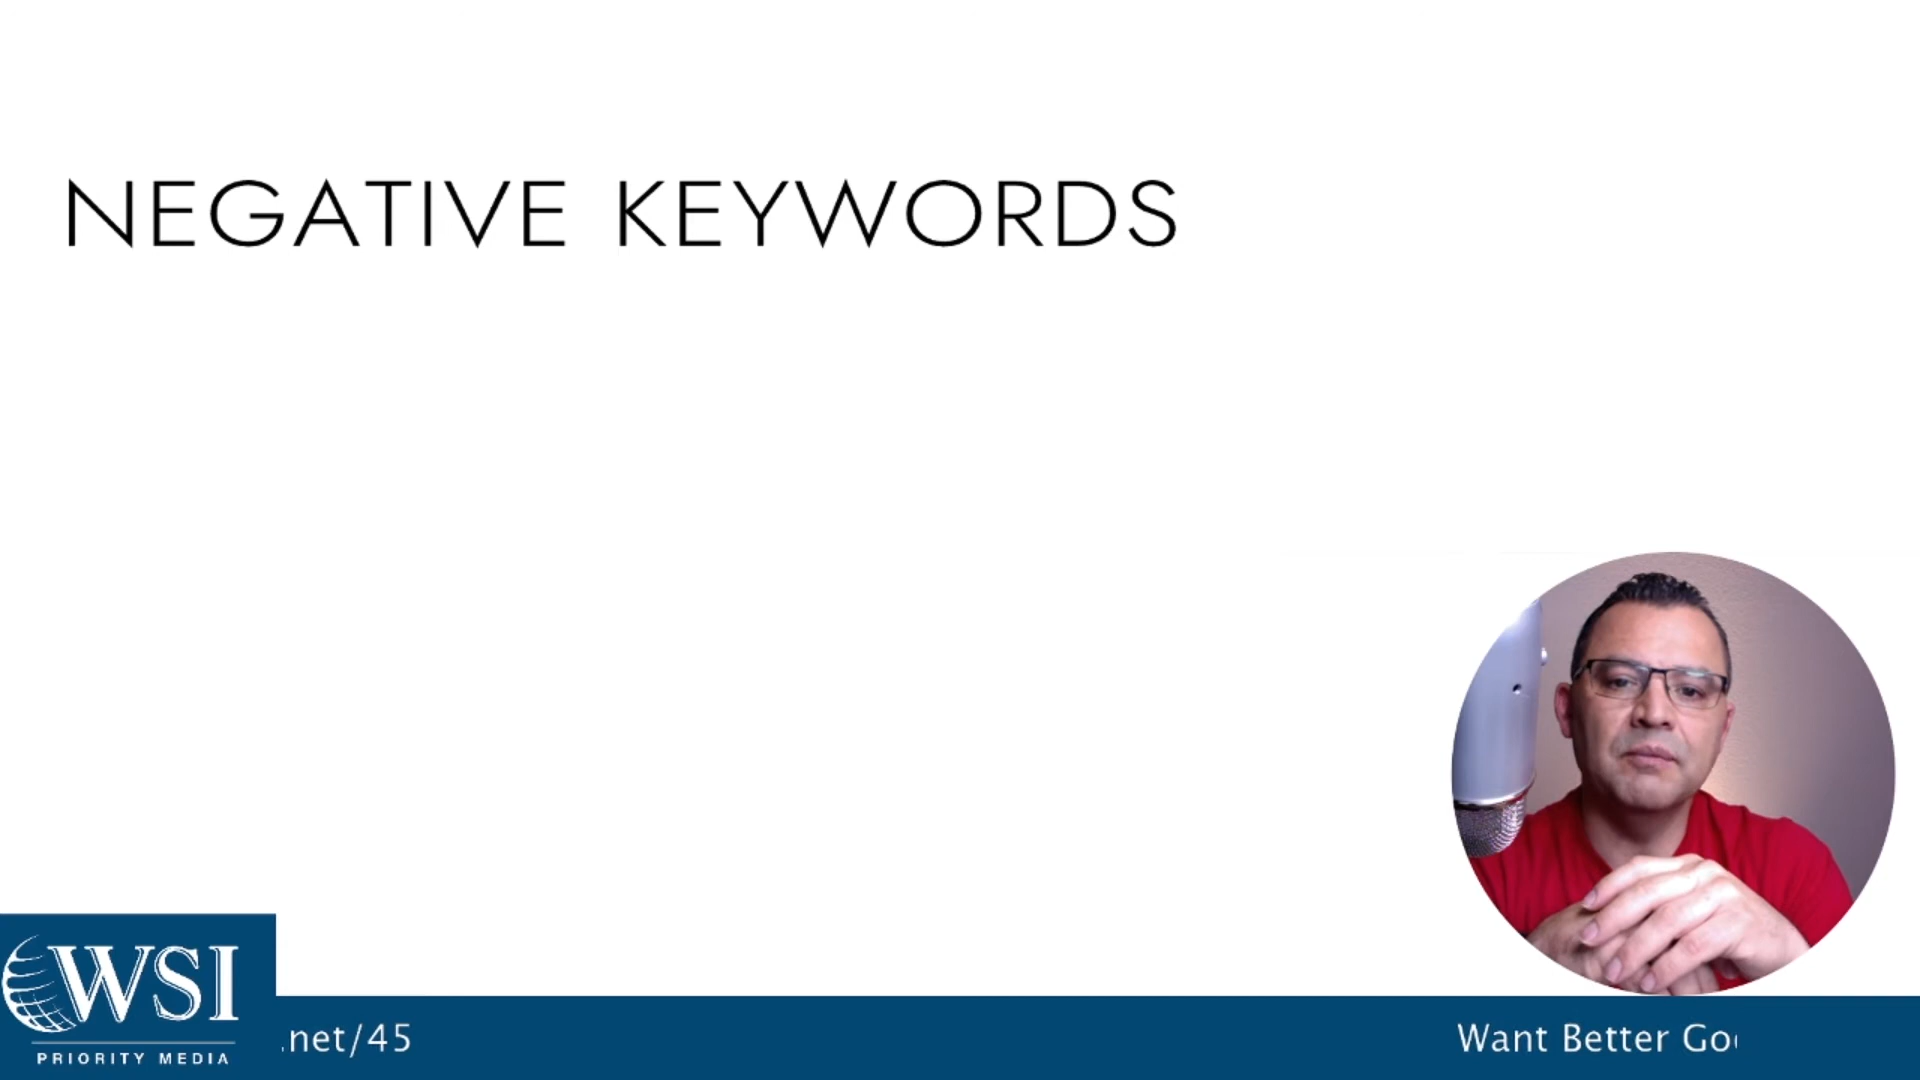 NEGATIVE KEYWORDS
WSI
PRIORITY MEDIA
.net/45
Want Better